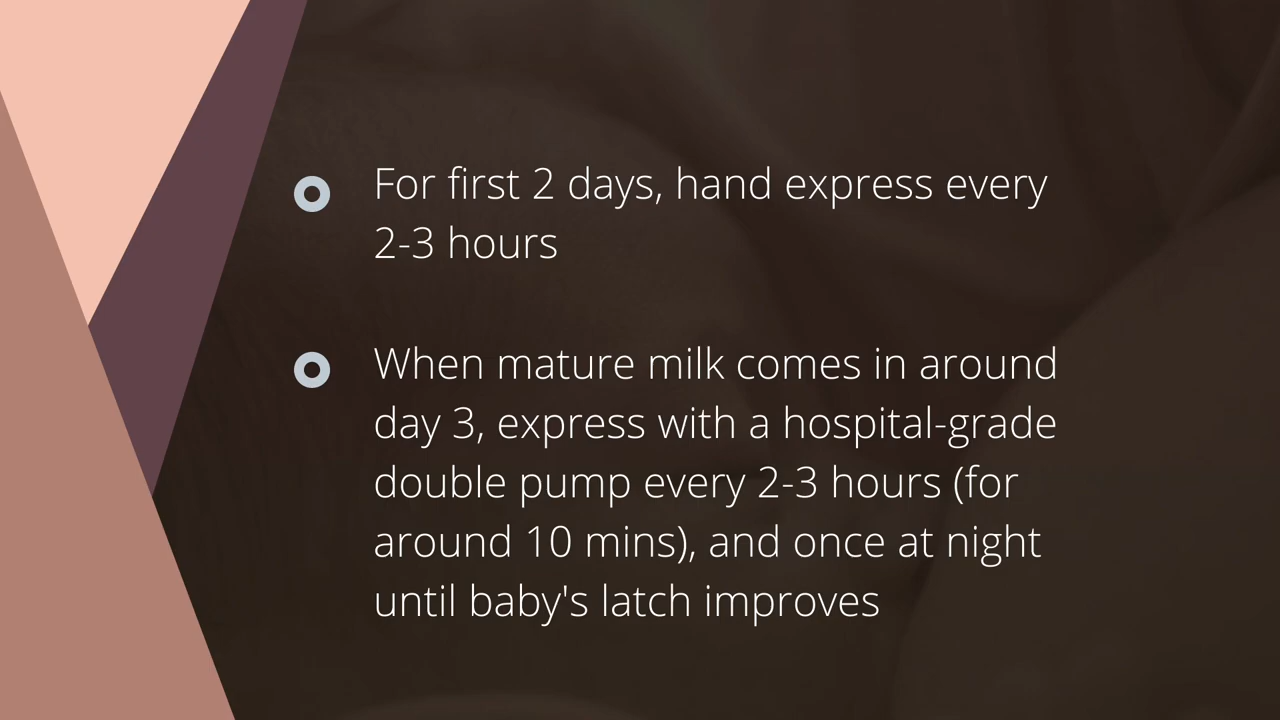 For first 2 days, hand express every
2-3 hours
When mature milk comes in around
day 3, express with a hospital-grade
double pump every 2-3 hours (for
around 10 mins), and once at night
until baby's latch improves